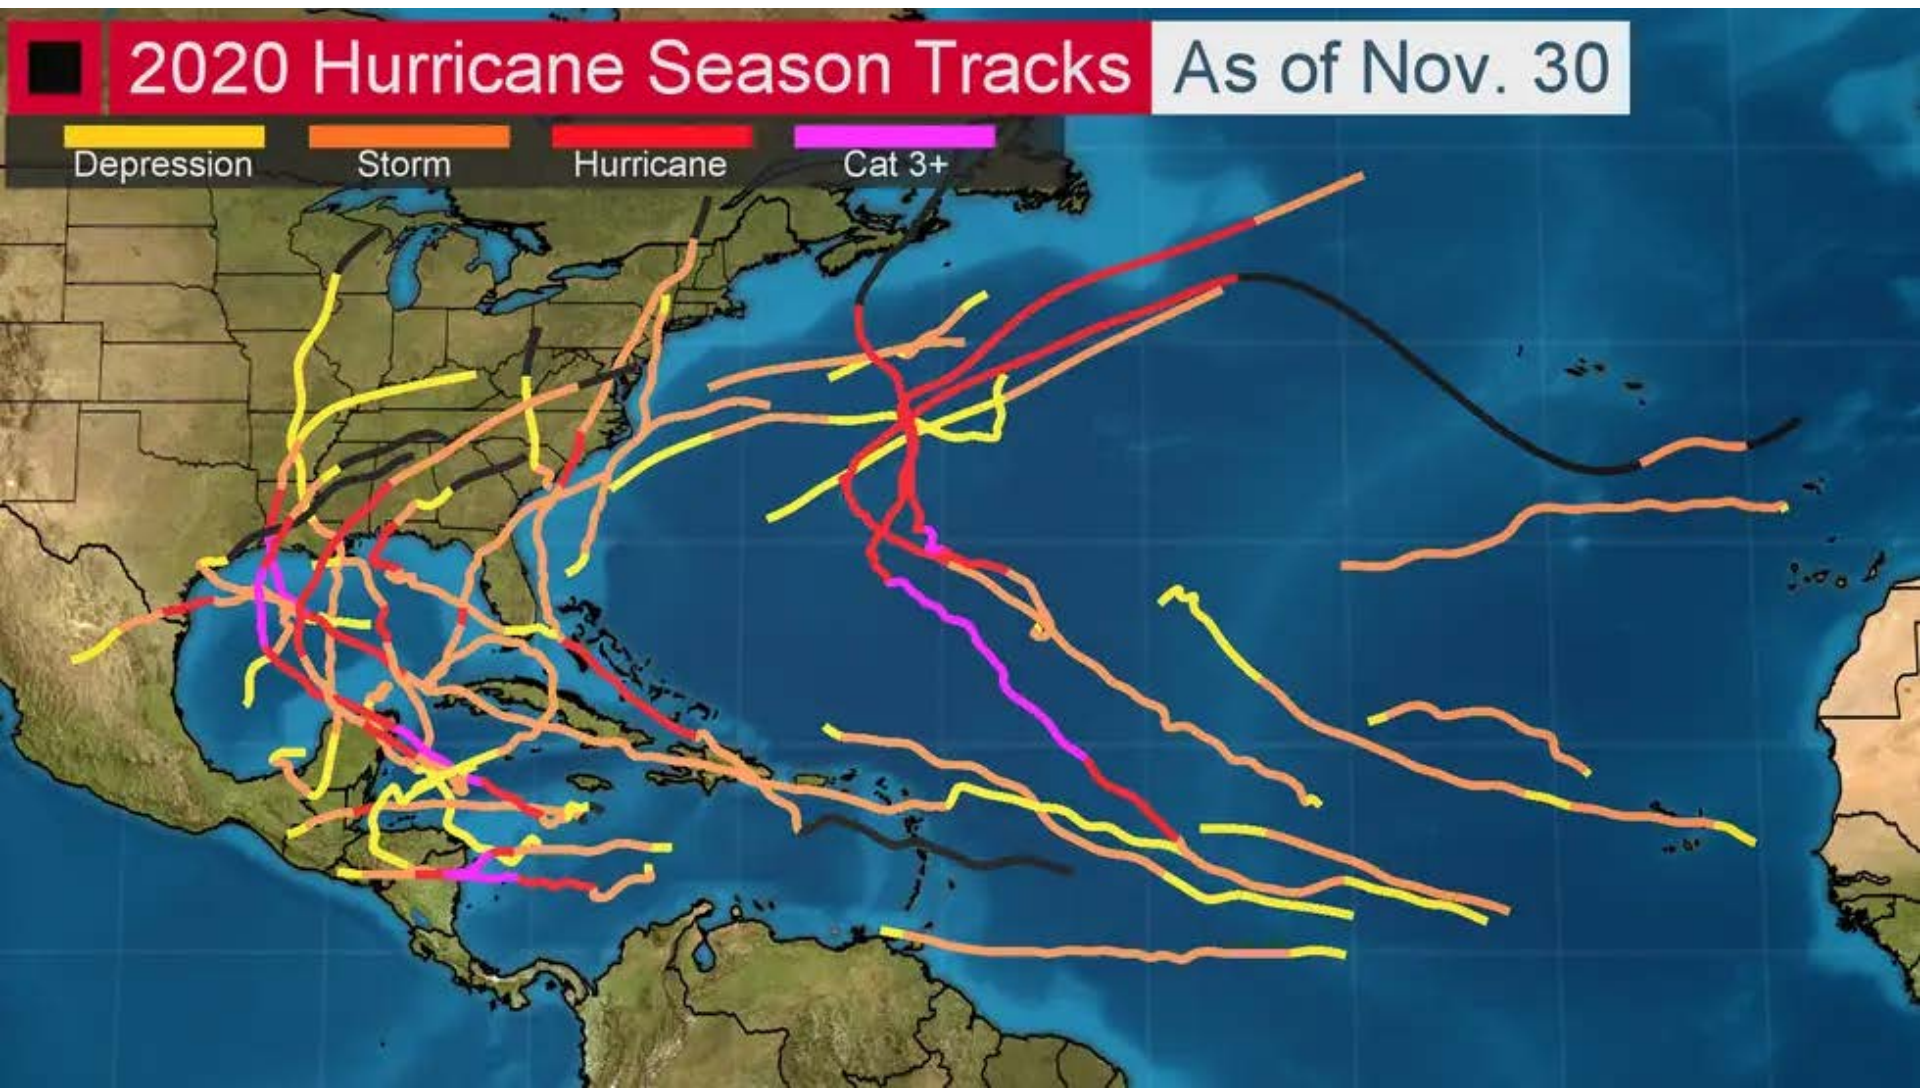 2020 Hurricane Season Tracks As of Nov. 30
Depression Storm Hurricane Cat 3+